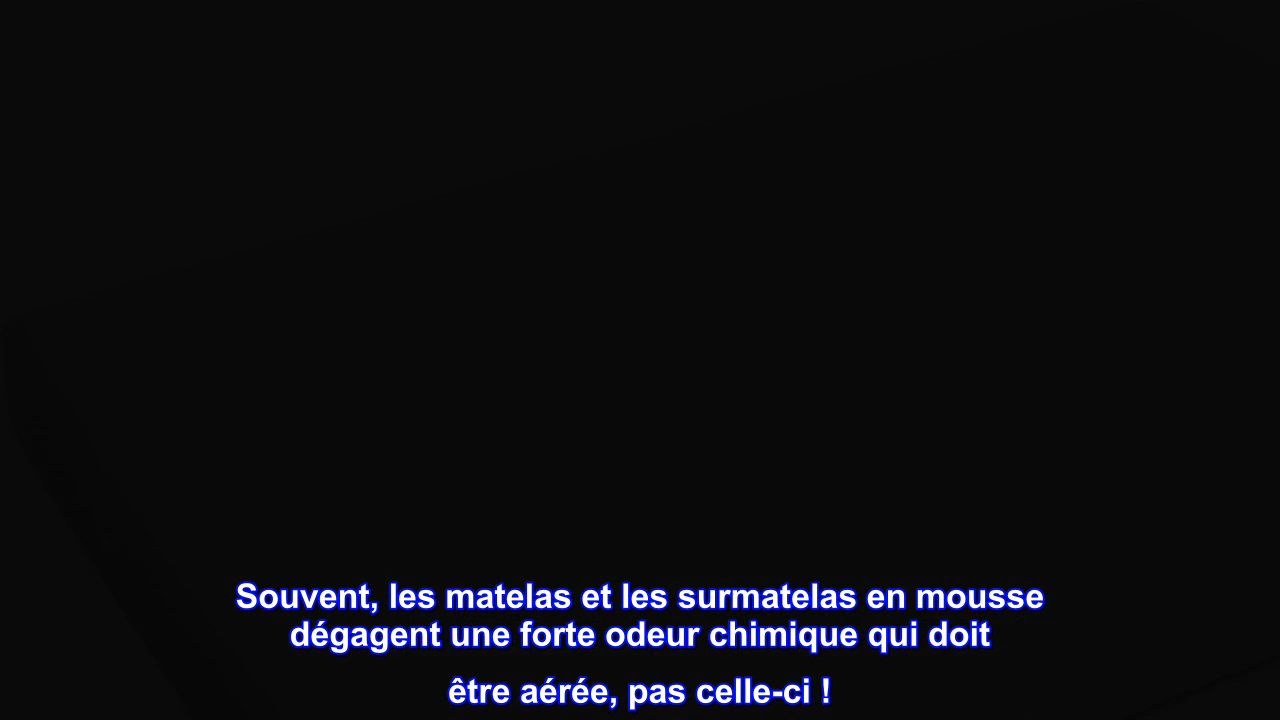 Souvent, les matelas et les surmatelas en mousse
dégagent une forte odeur chimique qui doit
être aérée, pas celle-ci !